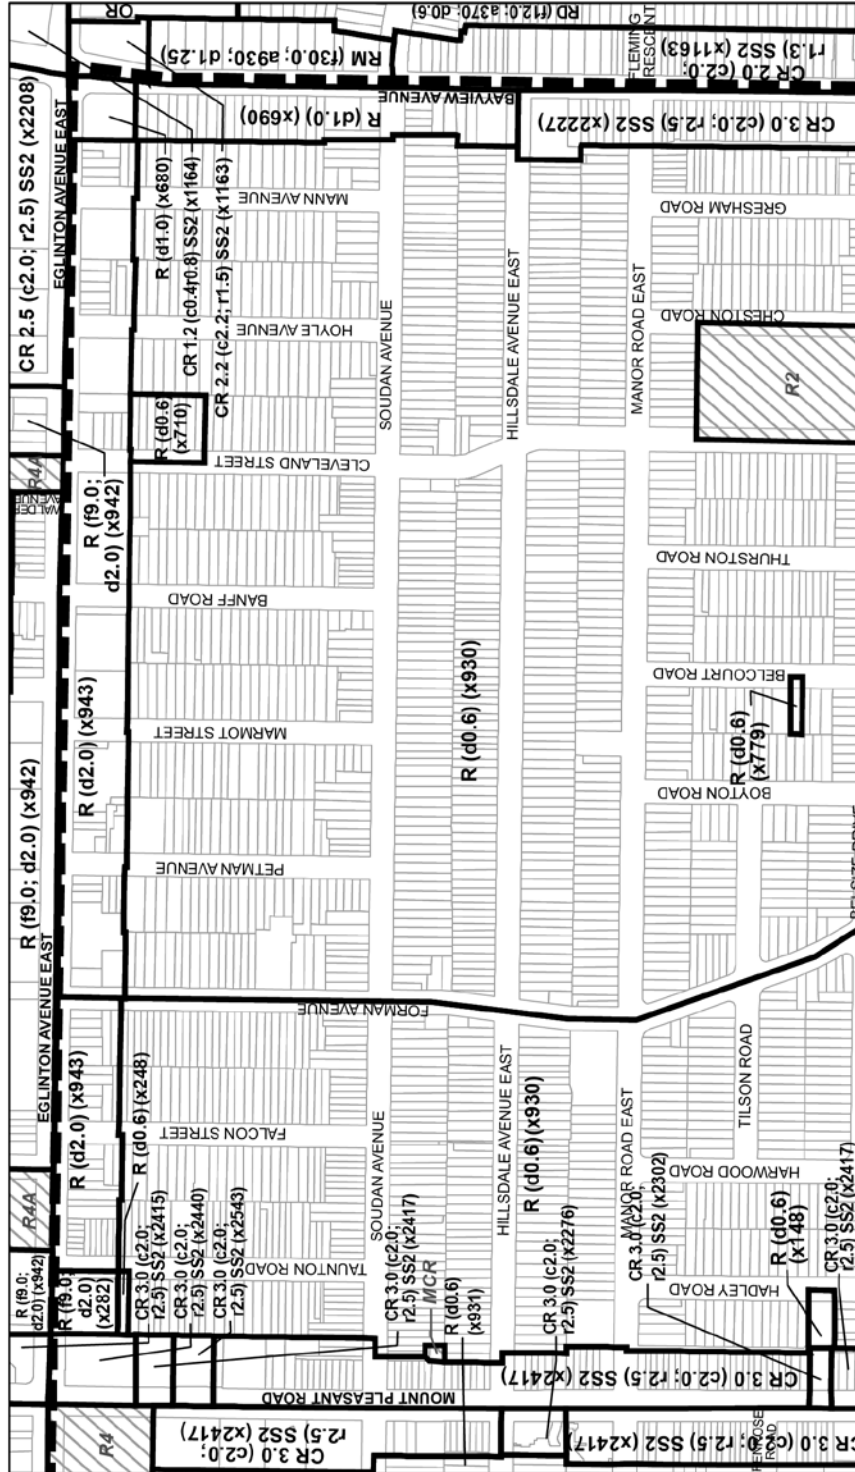 OR
RM (f30.0; a930; d1.25)
RD (f12.0; a370; d0.6)
FLEMING
CR 2.0 (c2.0;
r1.3) SS2 (x1163)
BAYVIEW AVENUE
R (d1.0) (x690)
CR 3.0 (c2.0; r2.5) SS2 (x2227)
CR 2.5 (c2.0; r2.5) SS2 (x2208)
EGLINTON AVENUE EAST
R (d1.0) (x680)
CR 1.2 (c0.4r0.8) SS2 (x1164)
CR 2.2 (c2.2; r1.5) SS2 (x1163)
MANN AVENUE
GRESHAM ROAD
HOYLE AVENUE
SOUDAN AVENUE
HILLSDALE AVENUE EAST
MANOR ROAD EAST
CHESTON ROAD
R2
R (d0.6)
(x710)
CLEVELAND STREET
R4A
R (f9.0;
d2.0) (x942)
THURSTON ROAD
BANFF ROAD
R (d0.6) (x930)
BELCOURT ROAD
R (d0.6)
(x779)
R (d2.0) (x943)
MARMOT STREET
R (f9.0; d2.0) (x942)
BOYTON ROAD
PETMAN AVENUE
EGLINTON AVENUE EAST
FORMAN AVENUE
R (d2.0) (x943)
R (d0.6) (x248)
FALCON STREET
SOUDAN AVENUE
HILLSDALE AVENUE EAST
R (d0.6) (x930)
MANOR ROAD EAST
TILSON ROAD
HARWOOD ROAD
R4A
R (f9.0;
d2.0) (x942)
R (f9.0;
d2.0)
(x282)
CR 3.0 (c2.0;
r2.5) SS2 (x2415)
CR 3.0 (c2.0;
r2.5) SS2 (x2440)
CR 3.0 (c2.0;
r2.5) SS2 (x2543)
TAUNTON ROAD
CR 3.0 (c2.0;
r2.5) SS2 (x2417)
MCR
R (d0.6)
(x931)
CR 3.0 (c2.0;
r2.5) SS2 (x2276)
CR 3.0 (c2.0;
r2.5) SS2 (x2302)
HADLEY ROAD
R (d0.6)
(x148)
CR 3.0 (c2.0;
r2.5) SS2 (x2417)
MOUNT PLEASANT ROAD
CR 3.0 (c2.0; r2.5) SS2 (x2417)
R4
CR 3.0 (c2.0;
r2.5) SS2 (x2417)
CR 3.0 (c2.0; r2.5) SS2 (x2417)
ROAD